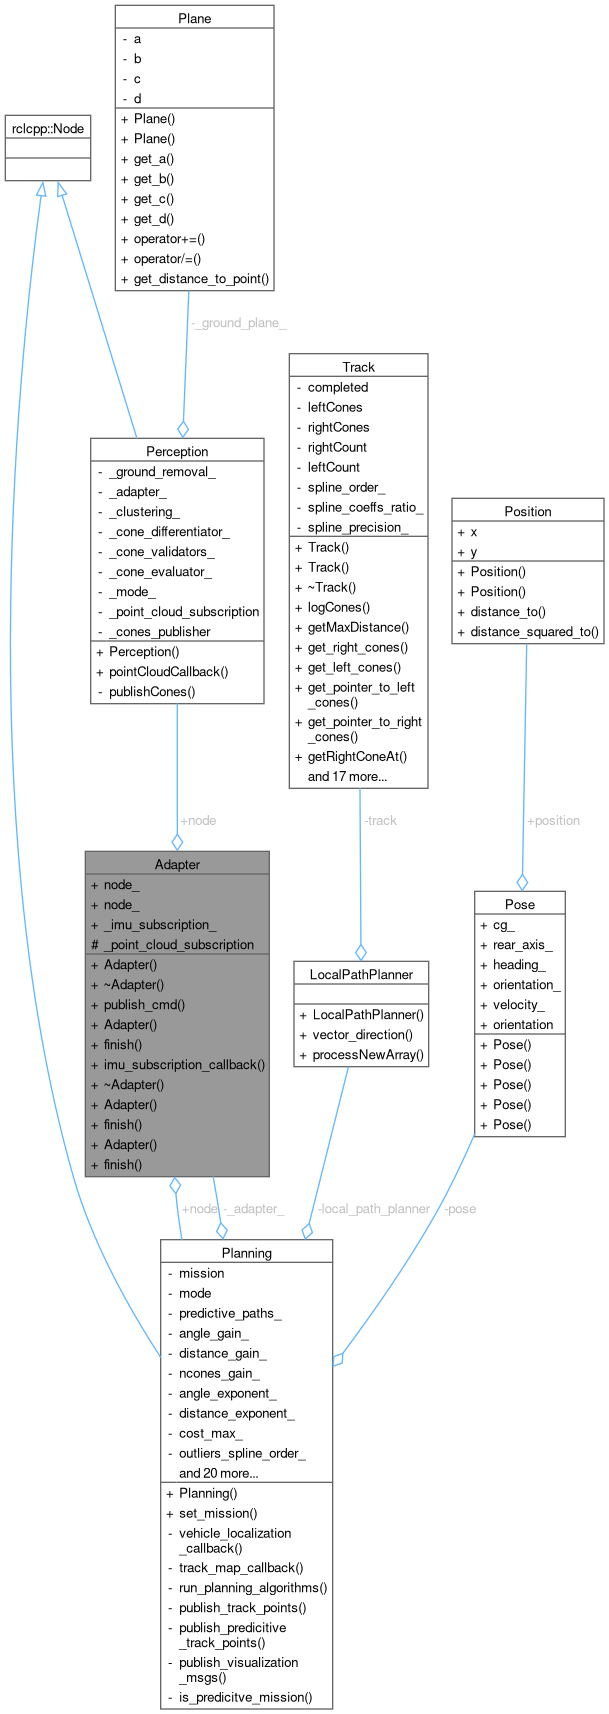 Plane
- a
- b
- c
- d
+ Plane()
+ Plane()
+ get_a()
+ get_b()
+ get_c()
+ get_d()
+ operator+=()
+ operator/=()
+ get_distance_to_point()
rclcpp::Node
-_ground_plane_
Track
- completed
- leftCones
- rightCones
- rightCount
- leftCount
- spline_order_
- spline_coeffs_ratio_
- spline_precision_
+ Track()
+ Track()
+ ~Track()
+ logCones()
+ getMaxDistance()
+ get_right_cones()
+ get_left_cones()
+ get_pointer_to_left
_cones()
+ get_pointer_to_right
_cones()
+ getRightConeAt()
and 17 more...
Perception
- _ground_removal_
- _adapter_
- _clustering_
- _cone_differentiator_
- _cone_validators_
- _cone_evaluator_
- _mode_
- _point_cloud_subscription
- _cones_publisher
+ Perception()
+ pointCloudCallback()
- publishCones()
Position
+ x
+ y
+ Position()
+ Position()
+ distance_to()
+ distance_squared_to()
+node
-track
+position
Adapter
+ node_
+ node_
+ _imu_subscription_
# _point_cloud_subscription
+ Adapter()
+ ~Adapter()
+ publish_cmd()
+ Adapter()
+ finish()
+ imu_subscription_callback()
+ ~Adapter()
+ Adapter()
+ finish()
+ Adapter()
+ finish()
LocalPathPlanner
+ LocalPathPlanner()
+ vector_direction()
+ processNewArray()
Pose
+ cg_
+ rear_axis_
+ heading_
+ orientation_
+ velocity_
+ orientation
+ Pose()
+ Pose()
+ Pose()
+ Pose()
+ Pose()
+node
-_adapter_
-local_path_planner
-pose
Planning
- mission
- mode
- predictive_paths_
- angle_gain_
- distance_gain_
- ncones_gain_
- angle_exponent_
- distance_exponent_
- cost_max_
- outliers_spline_order_
and 20 more...
+ Planning()
+ set_mission()
- vehicle_localization
_callback()
- track_map_callback()
- run_planning_algorithms()
- publish_track_points()
- publish_predicitive
_track_points()
- publish_visualization
_msgs()
- is_predicitve_mission()